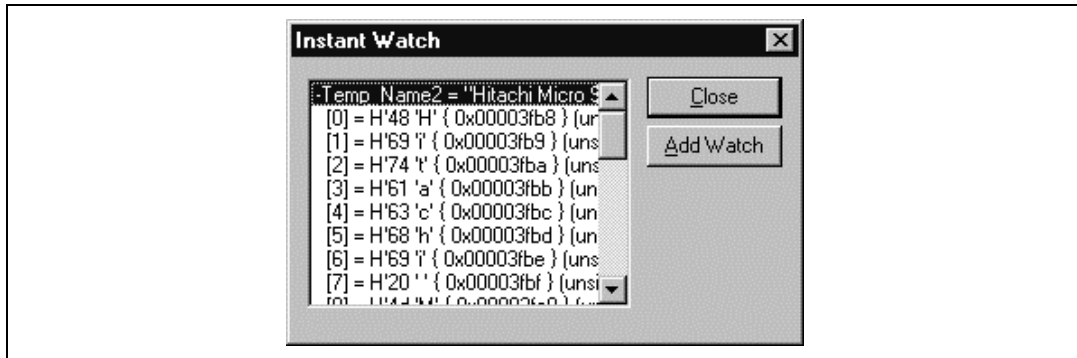 Instant Watch
-Temp_Name2 = "Hitachi Micro S
[0] = H'48 'H' { 0x00003fb8 } (ur
[1] = H'69 'i' { 0x00003fb9 } (uns
[2] = H'74 't' { 0x00003fba } (uns
[3] = H'61 'a' { 0x00003fbb } (un
[4] = H'63 'c' { 0x00003fbc } (un
[5] = H'68 'h' { 0x00003fbd } (un
[6] = H'69 'i' { 0x00003fbe } (uns
[7] = H'20 ' ' { 0x00003fbf } (unsi
Close
Add Watch